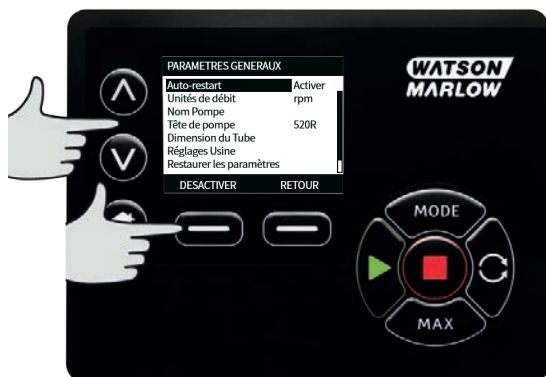 PARAMETRES GENERAUX
Auto-restart Activer
Unités de débit rpm
Nom Pompe
Tête de pompe 520R
Dimension du Tube
Réglages Usine
Restaurer les paramètres
DESACTIVER RETOUR
WATSON
MARLOW
MODE
MAX